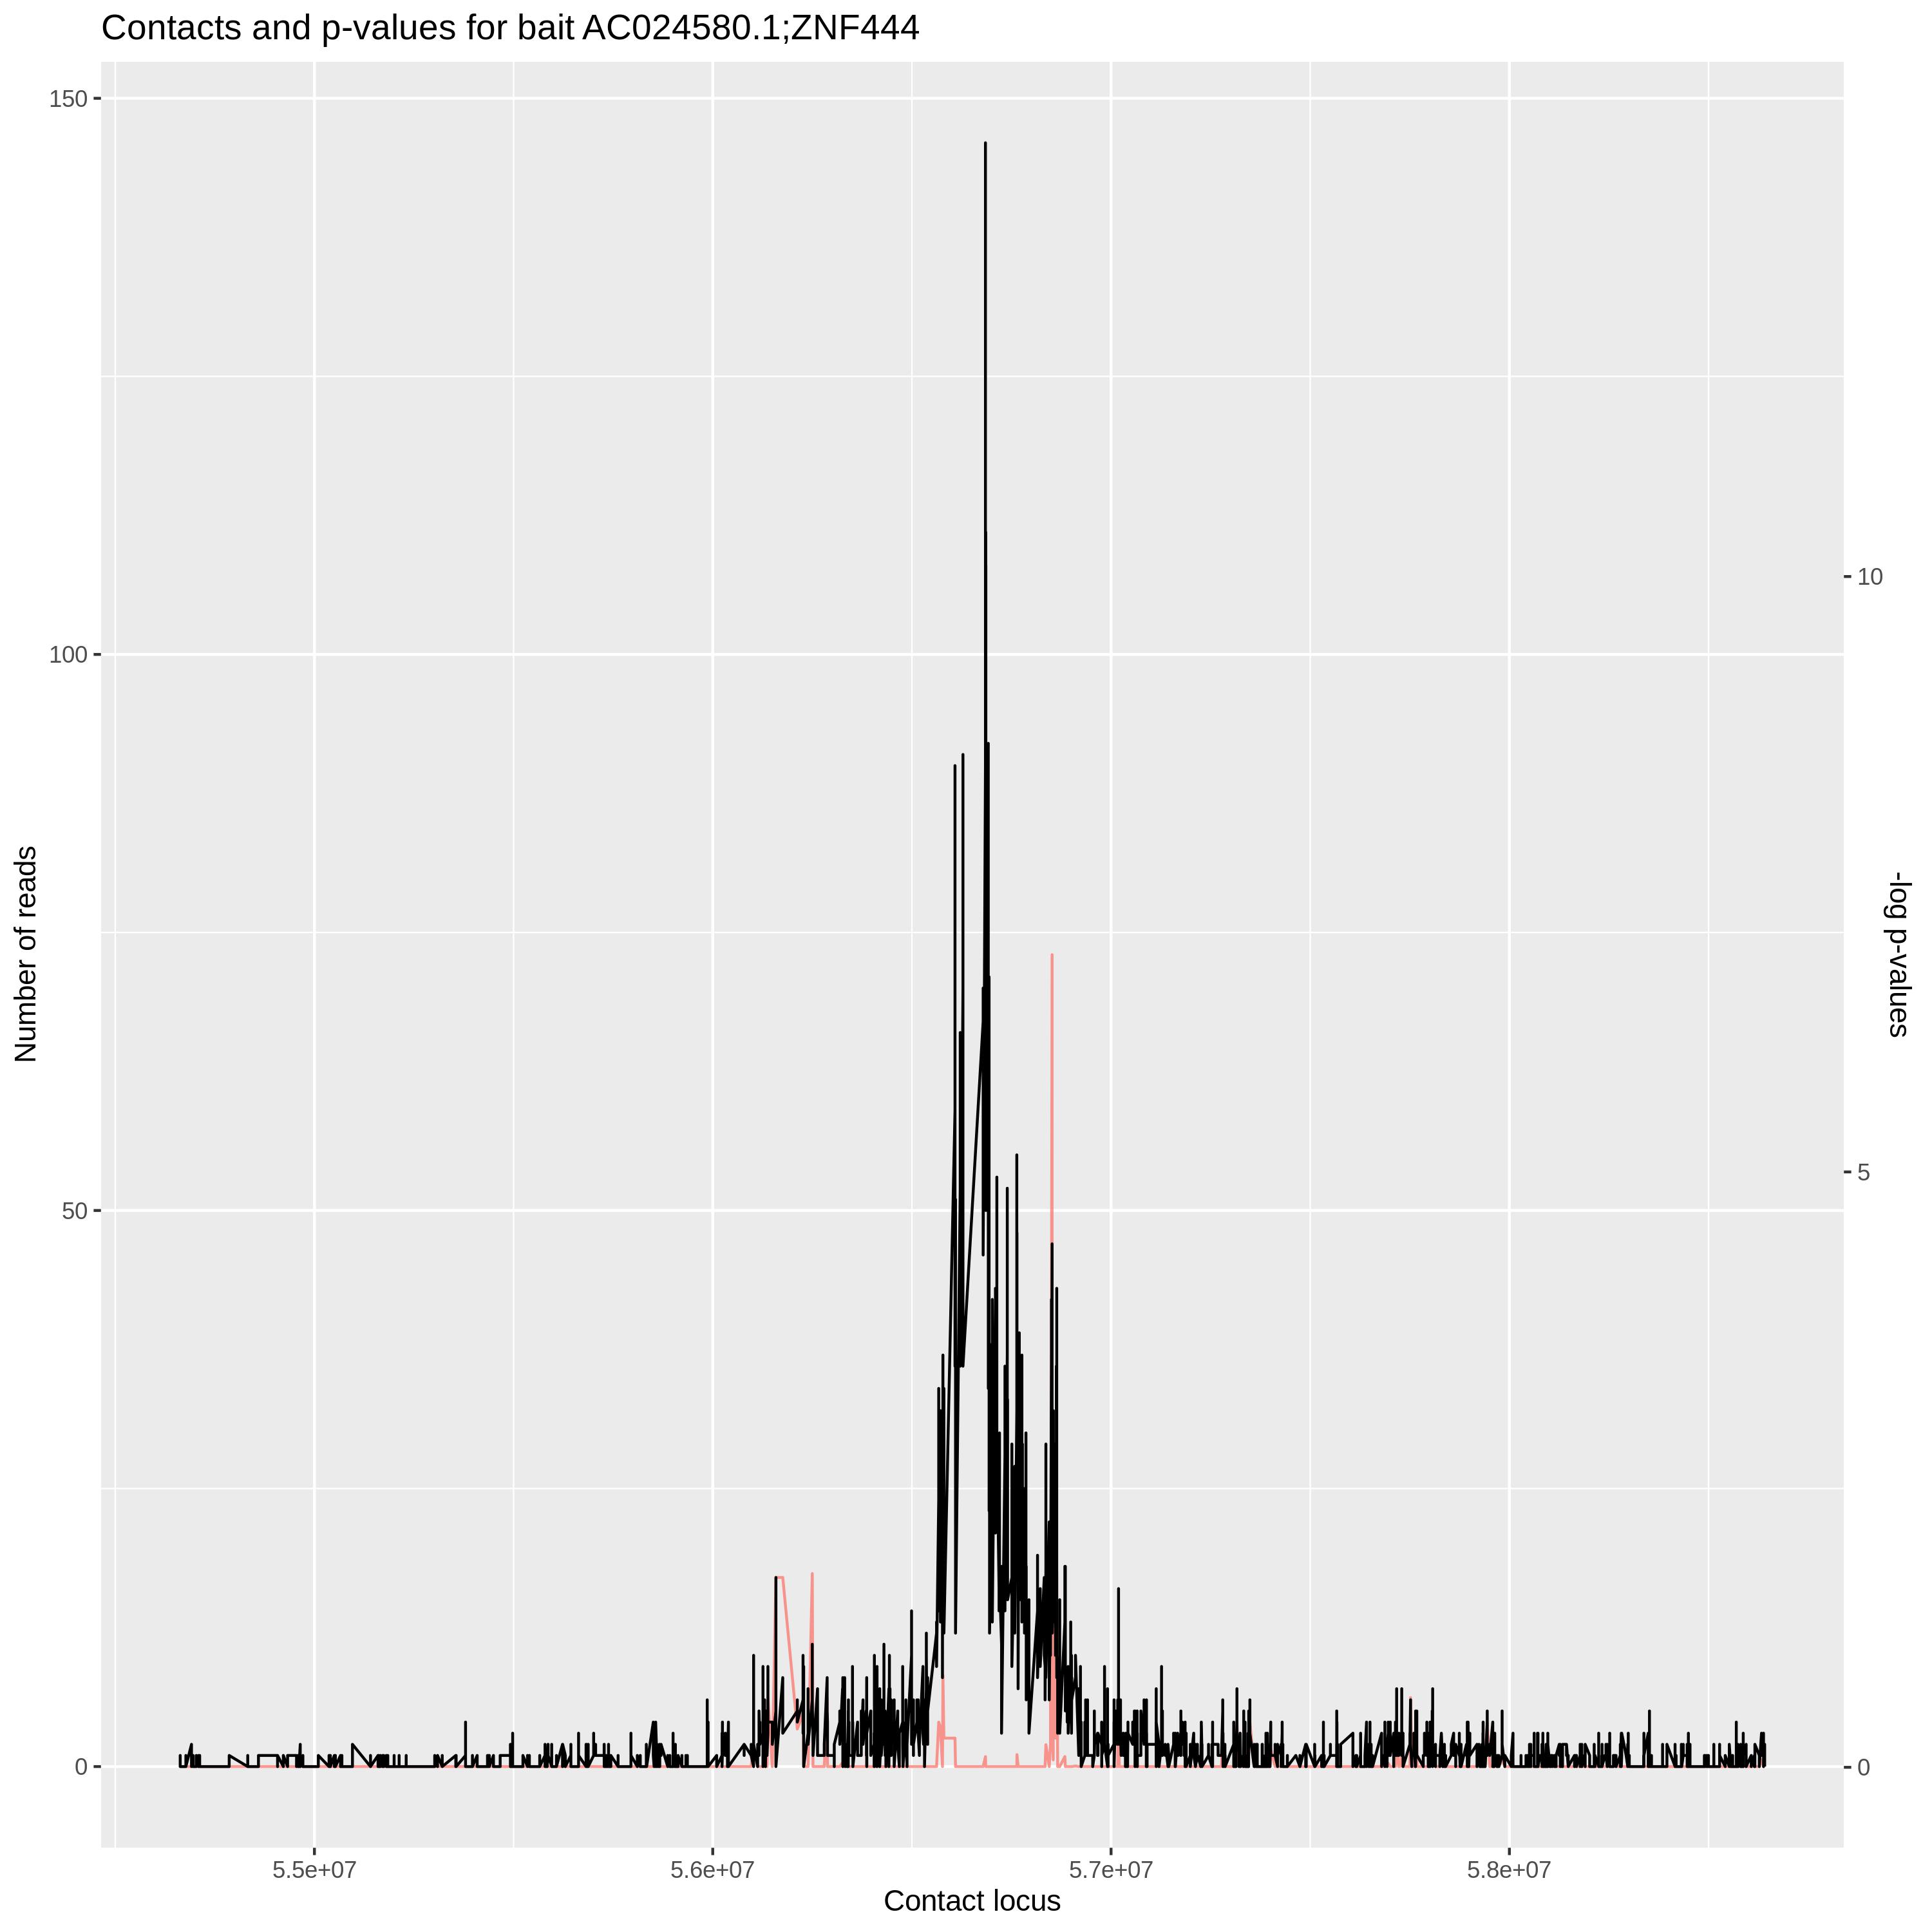 Contacts and p-values for bait AC024580.1;ZNF444
150
100
50
0
Number of reads
10
5
0
-log p-values
5.5e+07
5.6e+07
5.7e+07
5.8e+07
Contact locus